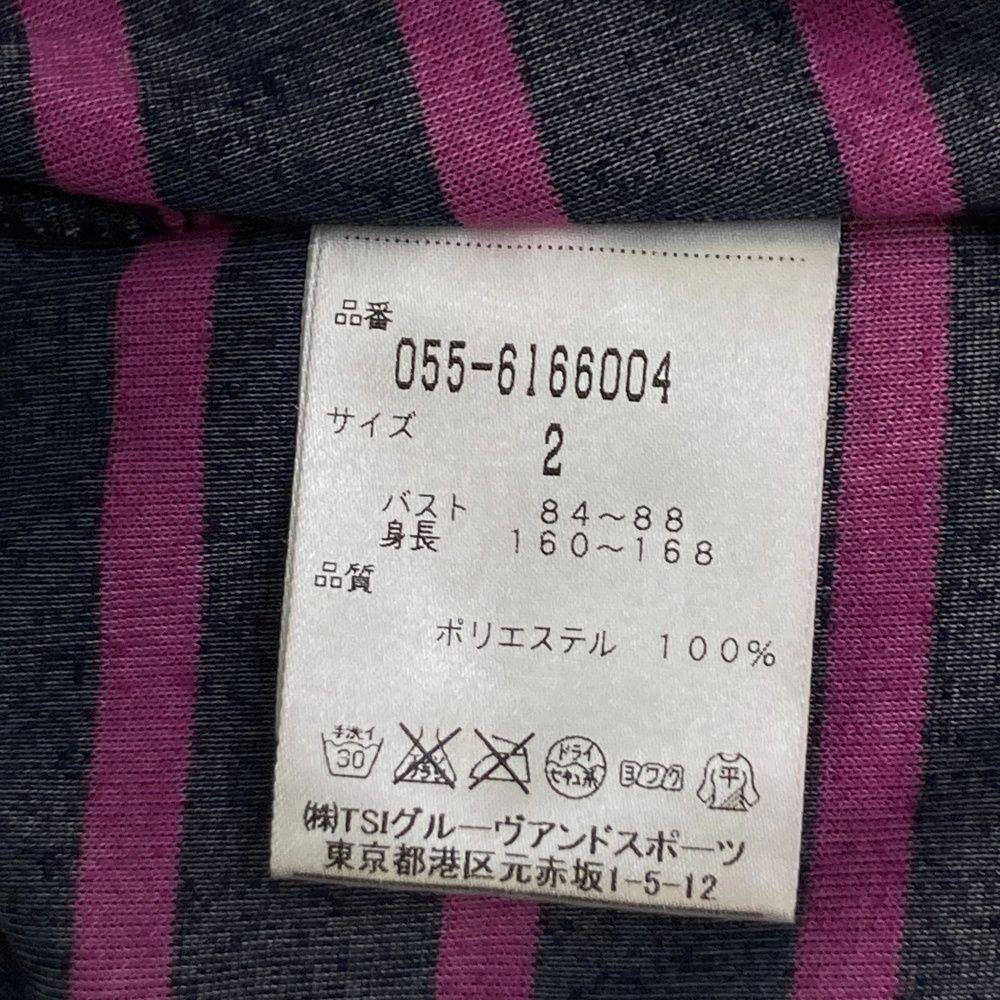 品番
055-6166004
サイズ
2
バスト 84～88
身長 160～168
品質
ポリエステル 100%
手洗イ
30
ドライ
セキユ系
ヨワク
平
㈱TSIグルーヴアンドスポーツ
東京都港区元赤坂1-5-12